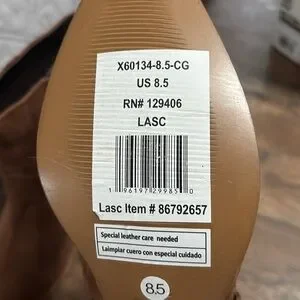 X60134-8.5-CG
US 8.5
RN# 129406
LASC
1 96197 29985 0
Lasc Item # 86792657
Special leather care needed
Laimpiar cuero con especial cuidado
8.5